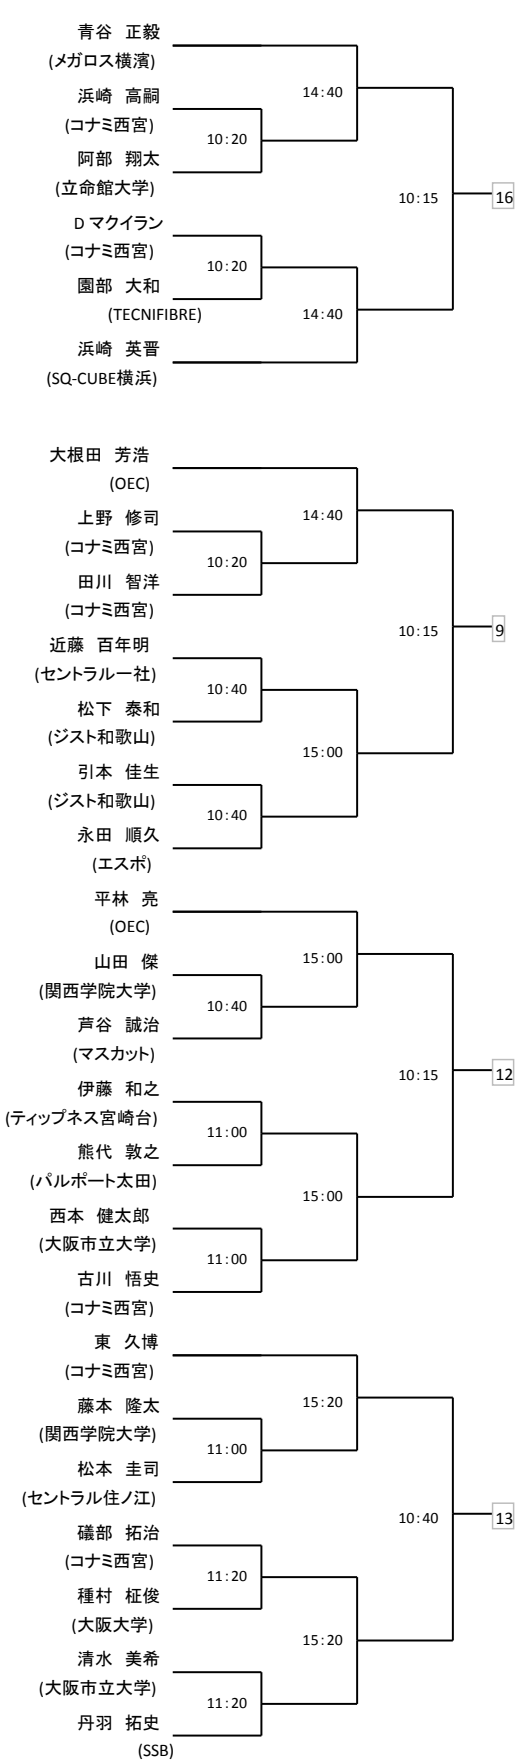 青谷 正毅
(メガロス横濱)
14:40
浜崎 高嗣
(コナミ西宮)
10:20
阿部 翔太
(立命館大学)
10:15
16
D マクイラン
(コナミ西宮)
10:20
園部 大和
(TECNIFIBRE)
14:40
浜崎 英晋
(SQ-CUBE横浜)
大根田 芳浩
(OEC)
14:40
上野 修司
(コナミ西宮)
10:20
田川 智洋
(コナミ西宮)
10:15
9
近藤 百年明
(セントラル一社)
10:40
松下 泰和
(ジスト和歌山)
15:00
引本 佳生
(ジスト和歌山)
10:40
永田 順久
(エスポ)
平林 亮
(OEC)
15:00
山田 傑
(関西学院大学)
10:40
芦谷 誠治
(マスカット)
10:15
12
伊藤 和之
(ティップネス宮崎台)
11:00
熊代 敦之
(パルポート太田)
15:00
西本 健太郎
(大阪市立大学)
11:00
古川 悟史
(コナミ西宮)
東 久博
(コナミ西宮)
15:20
藤本 隆太
(関西学院大学)
11:00
松本 圭司
(セントラル住ノ江)
10:40
13
礒部 拓治
(コナミ西宮)
11:20
種村 柾俊
(大阪大学)
15:20
清水 美希
(大阪市立大学)
11:20
丹羽 拓史
(SSB)